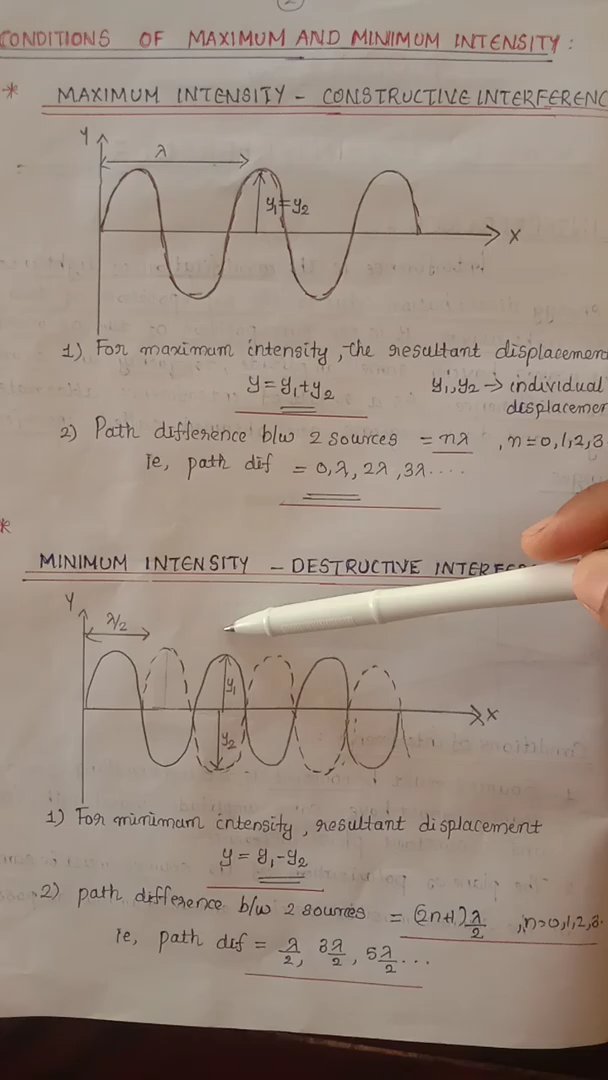 2
CONDITIONS OF MAXIMUM AND MINIMUM INTENSITY:
* MAXIMUM INTENSITY - CONSTRUCTIVE INTERFERENC
Y
λ
y₁=y₂
X
1) For maximum intensity, the resultant displacement
y = y₁+y₂ y₁,y₂ → individual
displacemen
2) Path difference b/w 2 sources = nλ , n=0,1,2,3
ie, path dif = 0, λ, 2λ, 3λ ....
* MINIMUM INTENSITY - DESTRUCTIVE
Y
λ/2
y₁
y₂
X
1) For minimum intensity, resultant displacement
y = y₁-y₂
2) path difference b/w 2 sources = (2n+1)λ/2 , n=0,1,2,3.
ie, path dif = λ/2, 3λ/2, 5λ/2 ...